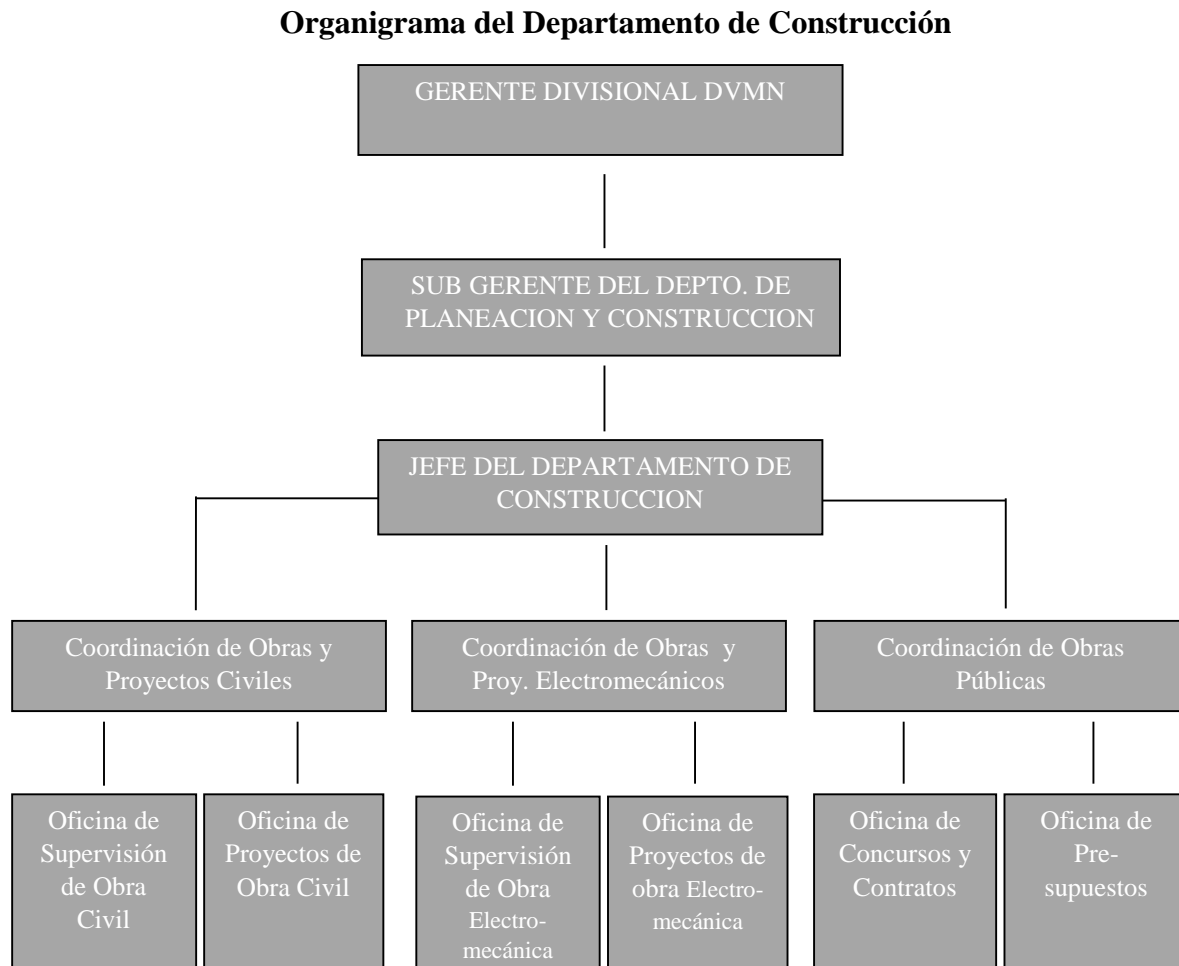 Organigrama del Departamento de Construcción
GERENTE DIVISIONAL DVMN
SUB GERENTE DEL DEPTO. DE
PLANEACION Y CONSTRUCCION
JEFE DEL DEPARTAMENTO DE
CONSTRUCCION
Coordinación de Obras y
Proyectos Civiles
Coordinación de Obras y
Proy. Electromecánicos
Coordinación de Obras
Públicas
Oficina de
Supervisión
de Obra
Civil
Oficina de
Proyectos de
Obra Civil
Oficina de
Supervisión
de Obra
Electro-
mecánica
Oficina de
Proyectos de
obra Electro-
mecánica
Oficina de
Concursos y
Contratos
Oficina de
Pre-
supuestos